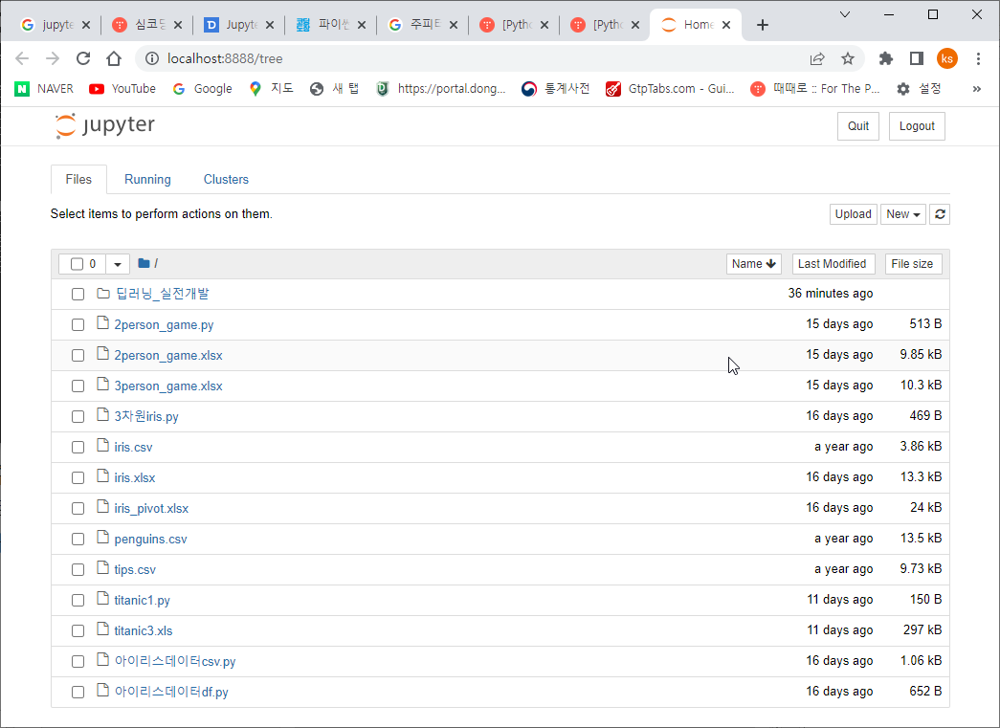 jupyte
심코딩
Jupyte
파이썬
주피터
[Pytho
[Pytho
Home
localhost:8888/tree
ks
NAVER YouTube Google 지도 새 탭 https://portal.dong... 통계사전 GtpTabs.com - Gui... 때때로 :: For The P... 설정 »
jupyter Quit Logout
Files Running Clusters
Select items to perform actions on them. Upload New
0 / Name Last Modified File size
딥러닝_실전개발 36 minutes ago
2person_game.py 15 days ago 513 B
2person_game.xlsx 15 days ago 9.85 kB
3person_game.xlsx 15 days ago 10.3 kB
3차원iris.py 16 days ago 469 B
iris.csv a year ago 3.86 kB
iris.xlsx 16 days ago 13.3 kB
iris_pivot.xlsx 16 days ago 24 kB
penguins.csv a year ago 13.5 kB
tips.csv a year ago 9.73 kB
titanic1.py 11 days ago 150 B
titanic3.xls 11 days ago 297 kB
아이리스데이터csv.py 16 days ago 1.06 kB
아이리스데이터df.py 16 days ago 652 B